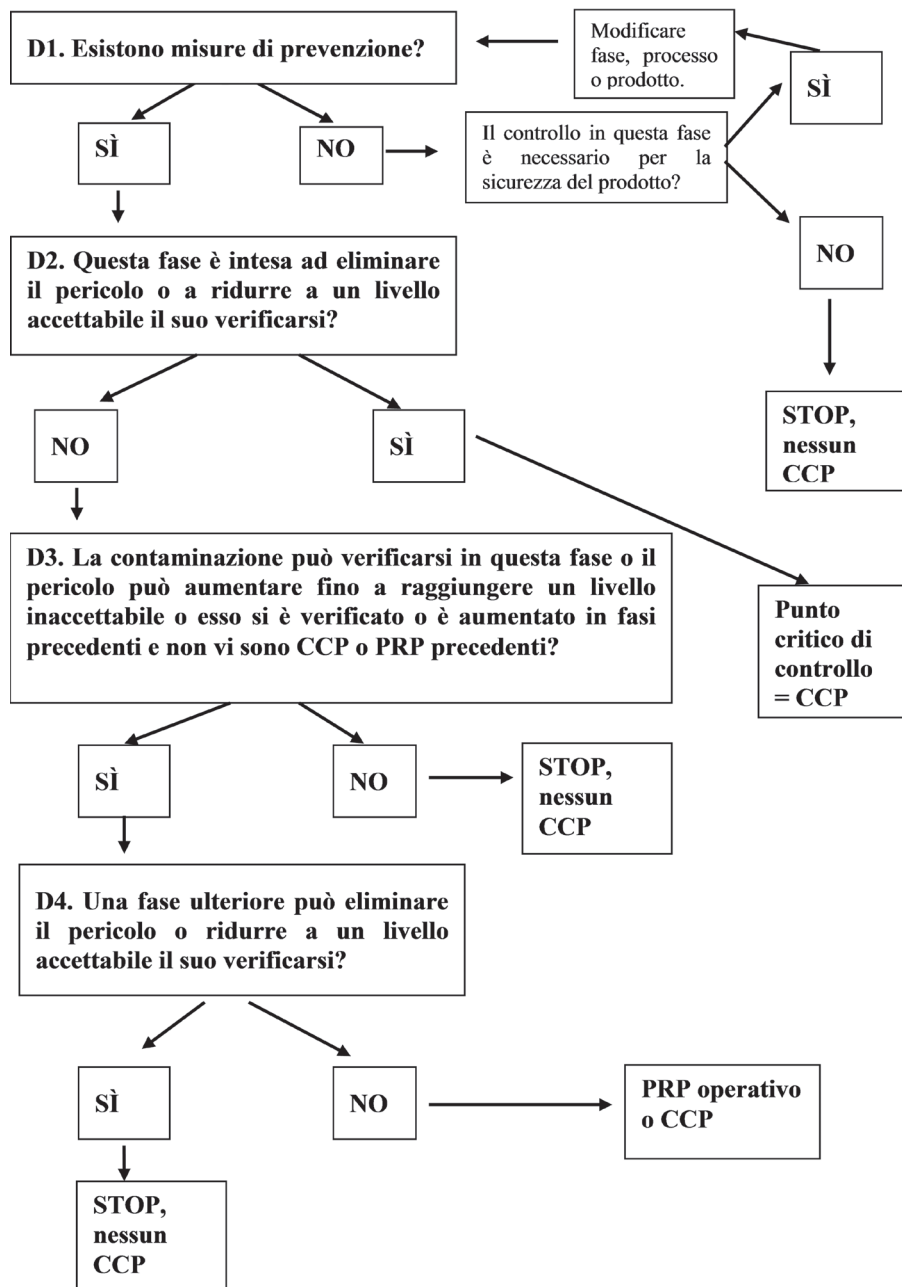 D1. Esistono misure di prevenzione?
Modificare
fase, processo
o prodotto.
SÌ
SÌ
NO
Il controllo in questa fase
è necessario per la
sicurezza del prodotto?
NO
D2. Questa fase è intesa ad eliminare
il pericolo o a ridurre a un livello
accettabile il suo verificarsi?
STOP,
nessun
CCP
NO
SÌ
D3. La contaminazione può verificarsi in questa fase o il
pericolo può aumentare fino a raggiungere un livello
inaccettabile o esso si è verificato o è aumentato in fasi
precedenti e non vi sono CCP o PRP precedenti?
Punto
critico di
controllo
= CCP
SÌ
NO
STOP,
nessun
CCP
D4. Una fase ulteriore può eliminare
il pericolo o ridurre a un livello
accettabile il suo verificarsi?
SÌ
NO
PRP operativo
o CCP
STOP,
nessun
CCP